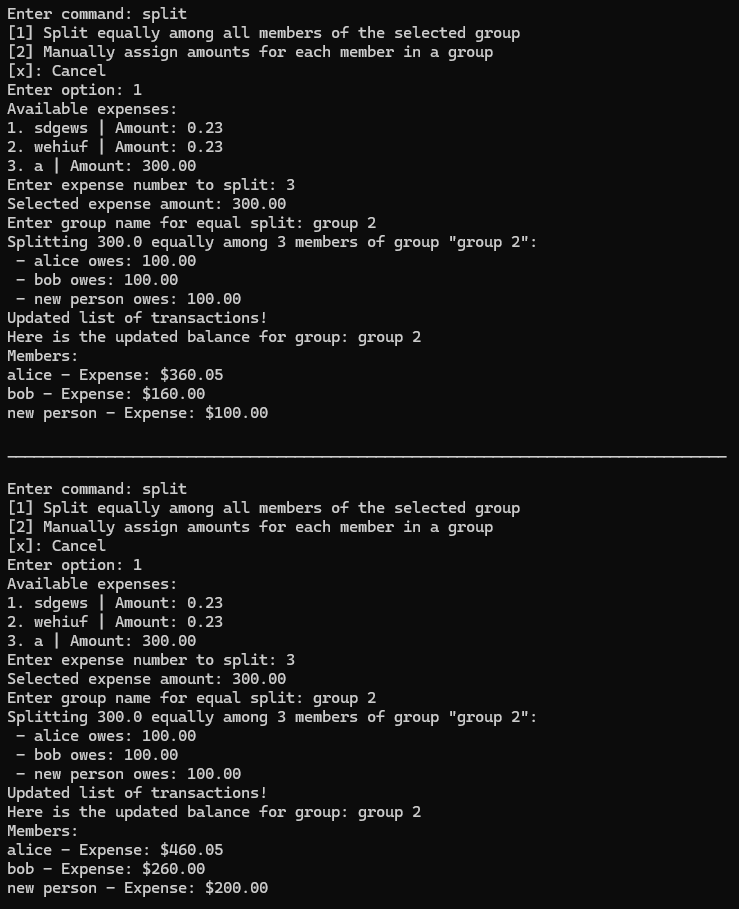 Enter command: split
[1] Split equally among all members of the selected group
[2] Manually assign amounts for each member in a group
[x]: Cancel
Enter option: 1
Available expenses:
1. sdgews | Amount: 0.23
2. wehiuf | Amount: 0.23
3. a | Amount: 300.00
Enter expense number to split: 3
Selected expense amount: 300.00
Enter group name for equal split: group 2
Splitting 300.0 equally among 3 members of group "group 2":
 - alice owes: 100.00
 - bob owes: 100.00
 - new person owes: 100.00
Updated list of transactions!
Here is the updated balance for group: group 2
Members:
alice - Expense: $360.05
bob - Expense: $160.00
new person - Expense: $100.00
Enter command: split
[1] Split equally among all members of the selected group
[2] Manually assign amounts for each member in a group
[x]: Cancel
Enter option: 1
Available expenses:
1. sdgews | Amount: 0.23
2. wehiuf | Amount: 0.23
3. a | Amount: 300.00
Enter expense number to split: 3
Selected expense amount: 300.00
Enter group name for equal split: group 2
Splitting 300.0 equally among 3 members of group "group 2":
 - alice owes: 100.00
 - bob owes: 100.00
 - new person owes: 100.00
Updated list of transactions!
Here is the updated balance for group: group 2
Members:
alice - Expense: $460.05
bob - Expense: $260.00
new person - Expense: $200.00